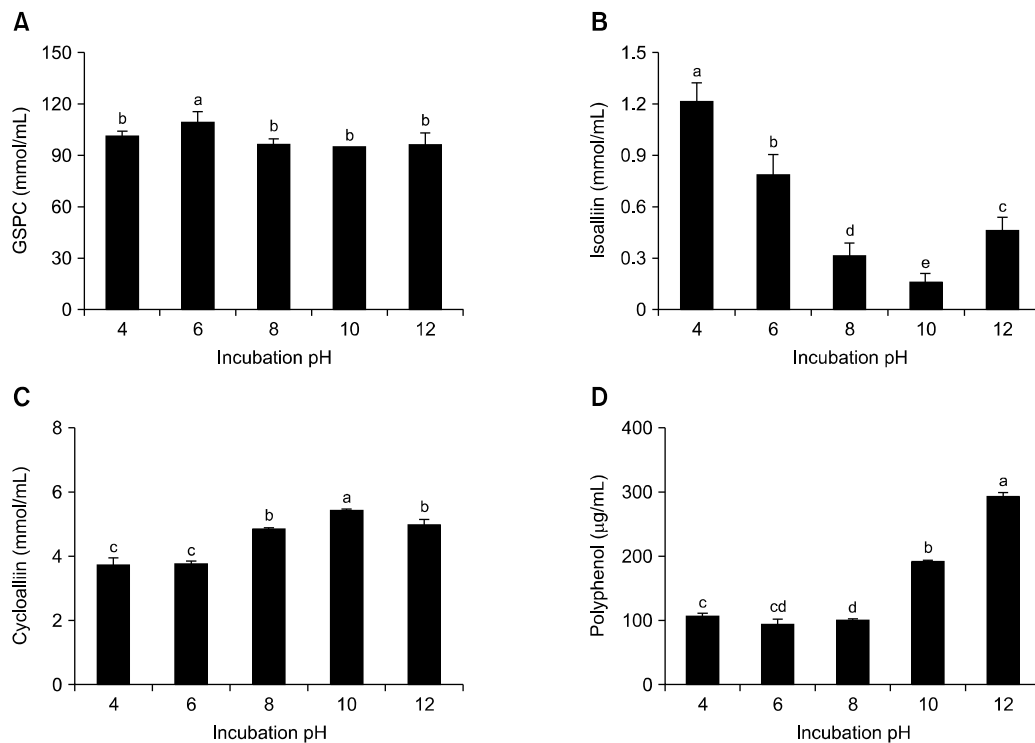 A
GSPC (mmol/mL)
150
120
90
60
30
0
b
a
b
b
b
4 6 8 10 12
Incubation pH
B
Isoalliin (mmol/mL)
1.5
1.2
0.9
0.6
0.3
0
a
b
d
e
c
4 6 8 10 12
Incubation pH
C
Cycloalliin (mmol/mL)
8
6
4
2
0
c
c
b
a
b
4 6 8 10 12
Incubation pH
D
Polyphenol (μg/mL)
400
300
200
100
0
c
cd
d
b
a
4 6 8 10 12
Incubation pH